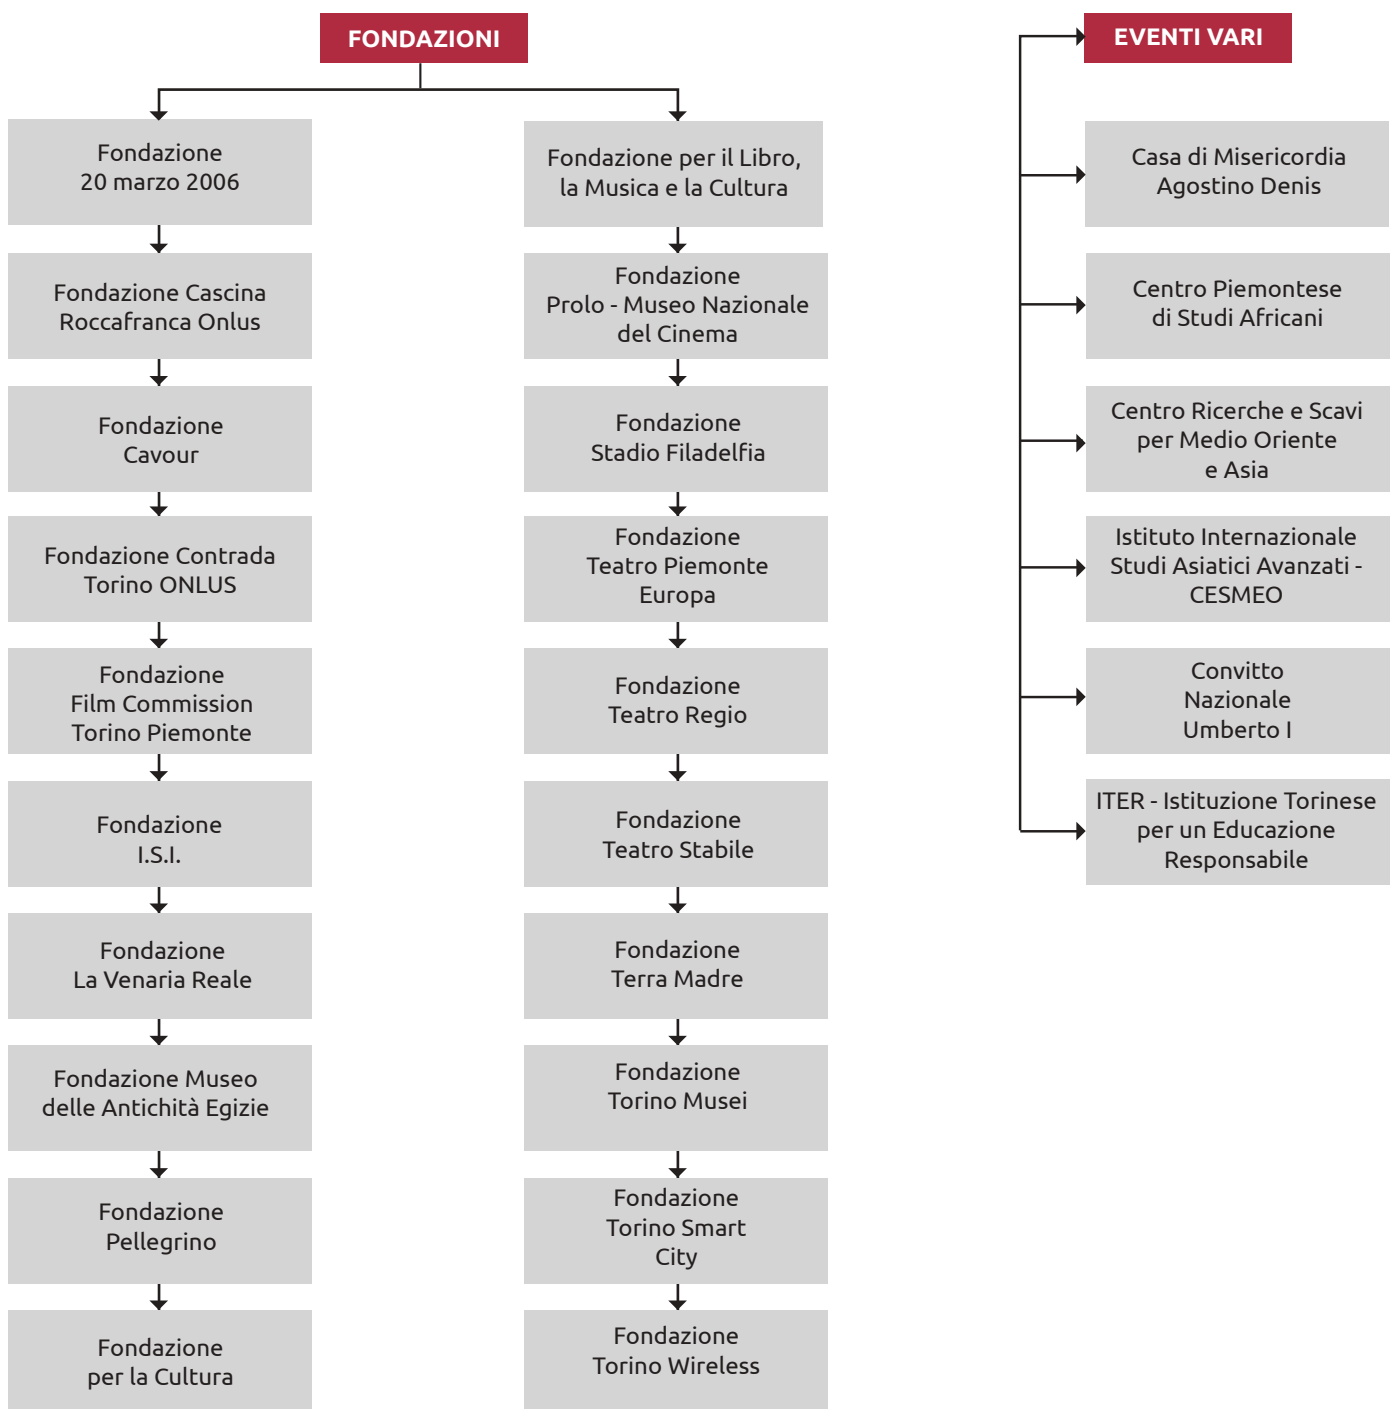 FONDAZIONI
Fondazione
20 marzo 2006
Fondazione Cascina
Roccafranca Onlus
Fondazione
Cavour
Fondazione Contrada
Torino ONLUS
Fondazione
Film Commission
Torino Piemonte
Fondazione
I.S.I.
Fondazione
La Venaria Reale
Fondazione Museo
delle Antichità Egizie
Fondazione
Pellegrino
Fondazione
per la Cultura
Fondazione per il Libro,
la Musica e la Cultura
Fondazione
Prolo - Museo Nazionale
del Cinema
Fondazione
Stadio Filadelfia
Fondazione
Teatro Piemonte
Europa
Fondazione
Teatro Regio
Fondazione
Teatro Stabile
Fondazione
Terra Madre
Fondazione
Torino Musei
Fondazione
Torino Smart
City
Fondazione
Torino Wireless
EVENTI VARI
Casa di Misericordia
Agostino Denis
Centro Piemontese
di Studi Africani
Centro Ricerche e Scavi
per Medio Oriente
e Asia
Istituto Internazionale
Studi Asiatici Avanzati -
CESMEO
Convitto
Nazionale
Umberto I
ITER - Istituzione Torinese
per un Educazione
Responsabile